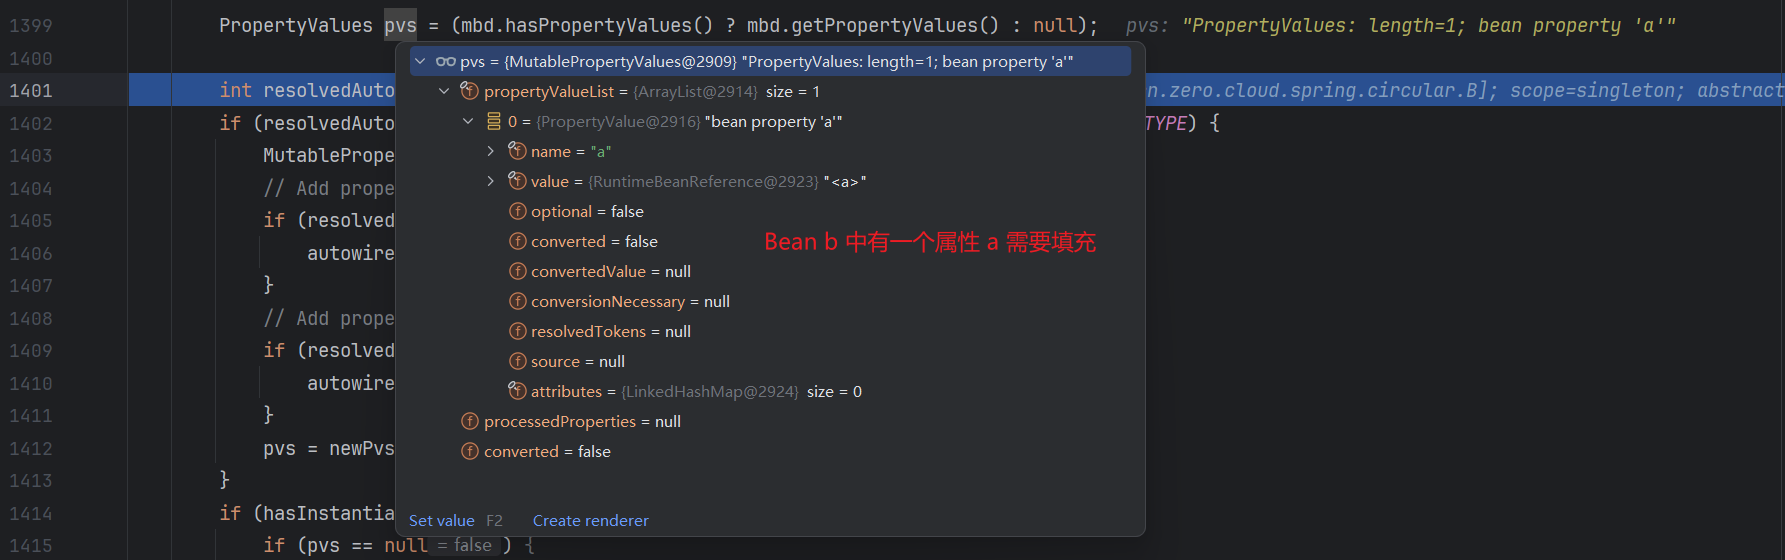 1399 PropertyValues pvs = (mbd.hasPropertyValues() ? mbd.getPropertyValues() : null); pvs: "PropertyValues: length=1; bean property 'a'"
1400 pvs = {MutablePropertyValues@2909} "PropertyValues: length=1; bean property 'a'"
propertyValueList = {ArrayList@2914} size = 1
1401 int resolvedAuto n.zero.cloud.spring.circular.B]; scope=singleton; abstract
1402 if (resolvedAuto 0 = {PropertyValue@2916} "bean property 'a'" TYPE) {
1403 MutablePrope name = "a"
1404 // Add prope value = {RuntimeBeanReference@2923} "<a>"
1405 if (resolved optional = false
1406 autowire converted = false
Bean b 中有一个属性 a 需要填充
1407 } convertedValue = null
1408 // Add prope conversionNecessary = null
1409 if (resolved resolvedTokens = null
source = null
1410 autowire attributes = {LinkedHashMap@2924} size = 0
1411 } processedProperties = null
1412 pvs = newPvs converted = false
1413 }
1414 if (hasInstantia Set value F2 Create renderer
1415 if (pvs == null = false ) {